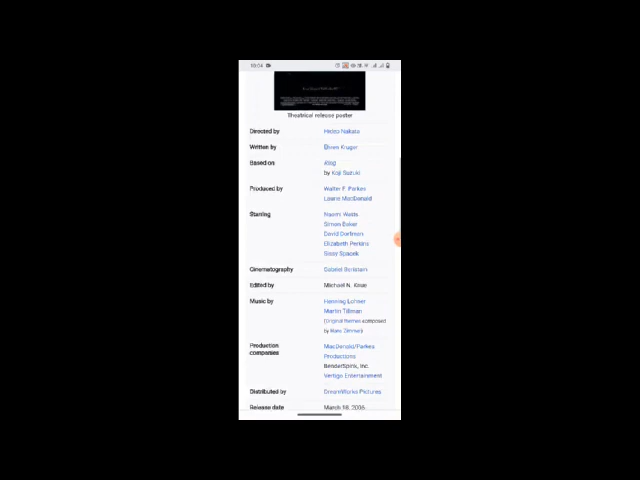 Theatrical release poster
Directed by Hideo Nakata
Written by Ehren Kruger
Based on Ring
by Koji Suzuki
Produced by Walter F. Parkes
Laurie MacDonald
Starring Naomi Watts
Simon Baker
David Dorfman
Elizabeth Perkins
Sissy Spacek
Cinematography Gabriel Beristain
Edited by Michael N. Knue
Music by Henning Lohner
Martin Tillman
(Original themes composed
by Hans Zimmer)
Production MacDonald/Parkes
companies Productions
BenderSpink, Inc.
Vertigo Entertainment
Distributed by DreamWorks Pictures
Release date March 18, 2005